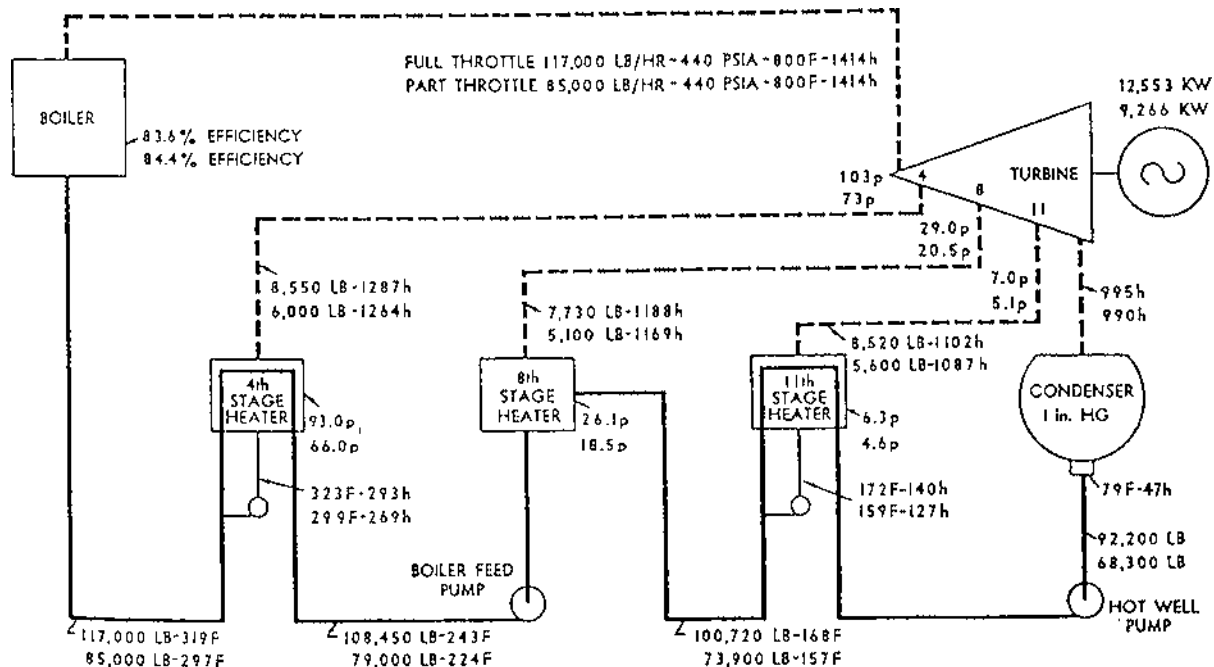 FULL THROTTLE 117,000 LB/HR-440 PSIA-800F-1414h
PART THROTTLE 85,000 LB/HR-440 PSIA-800F-1414h
12,553 KW
9,266 KW
BOILER
83.6% EFFICIENCY
84.4% EFFICIENCY
TURBINE
4
8
11
103p
73p
29.0p
20.5p
7.0p
5.1p
995h
990h
8,550 LB-1287h
6,000 LB-1264h
7,730 LB-1188h
5,100 LB-1169h
8,520 LB-1102h
5,600 LB-1087h
4th
STAGE
HEATER
93.0p
66.0p
8th
STAGE
HEATER
26.1p
18.5p
11th
STAGE
HEATER
6.3p
4.6p
CONDENSER
1 in. HG
79F-47h
323F-293h
299F-269h
172F-140h
159F-127h
92,200 LB
68,300 LB
BOILER FEED
PUMP
HOT WELL
PUMP
117,000 LB-319F
85,000 LB-297F
108,450 LB-243F
79,000 LB-224F
100,720 LB-168F
73,900 LB-157F